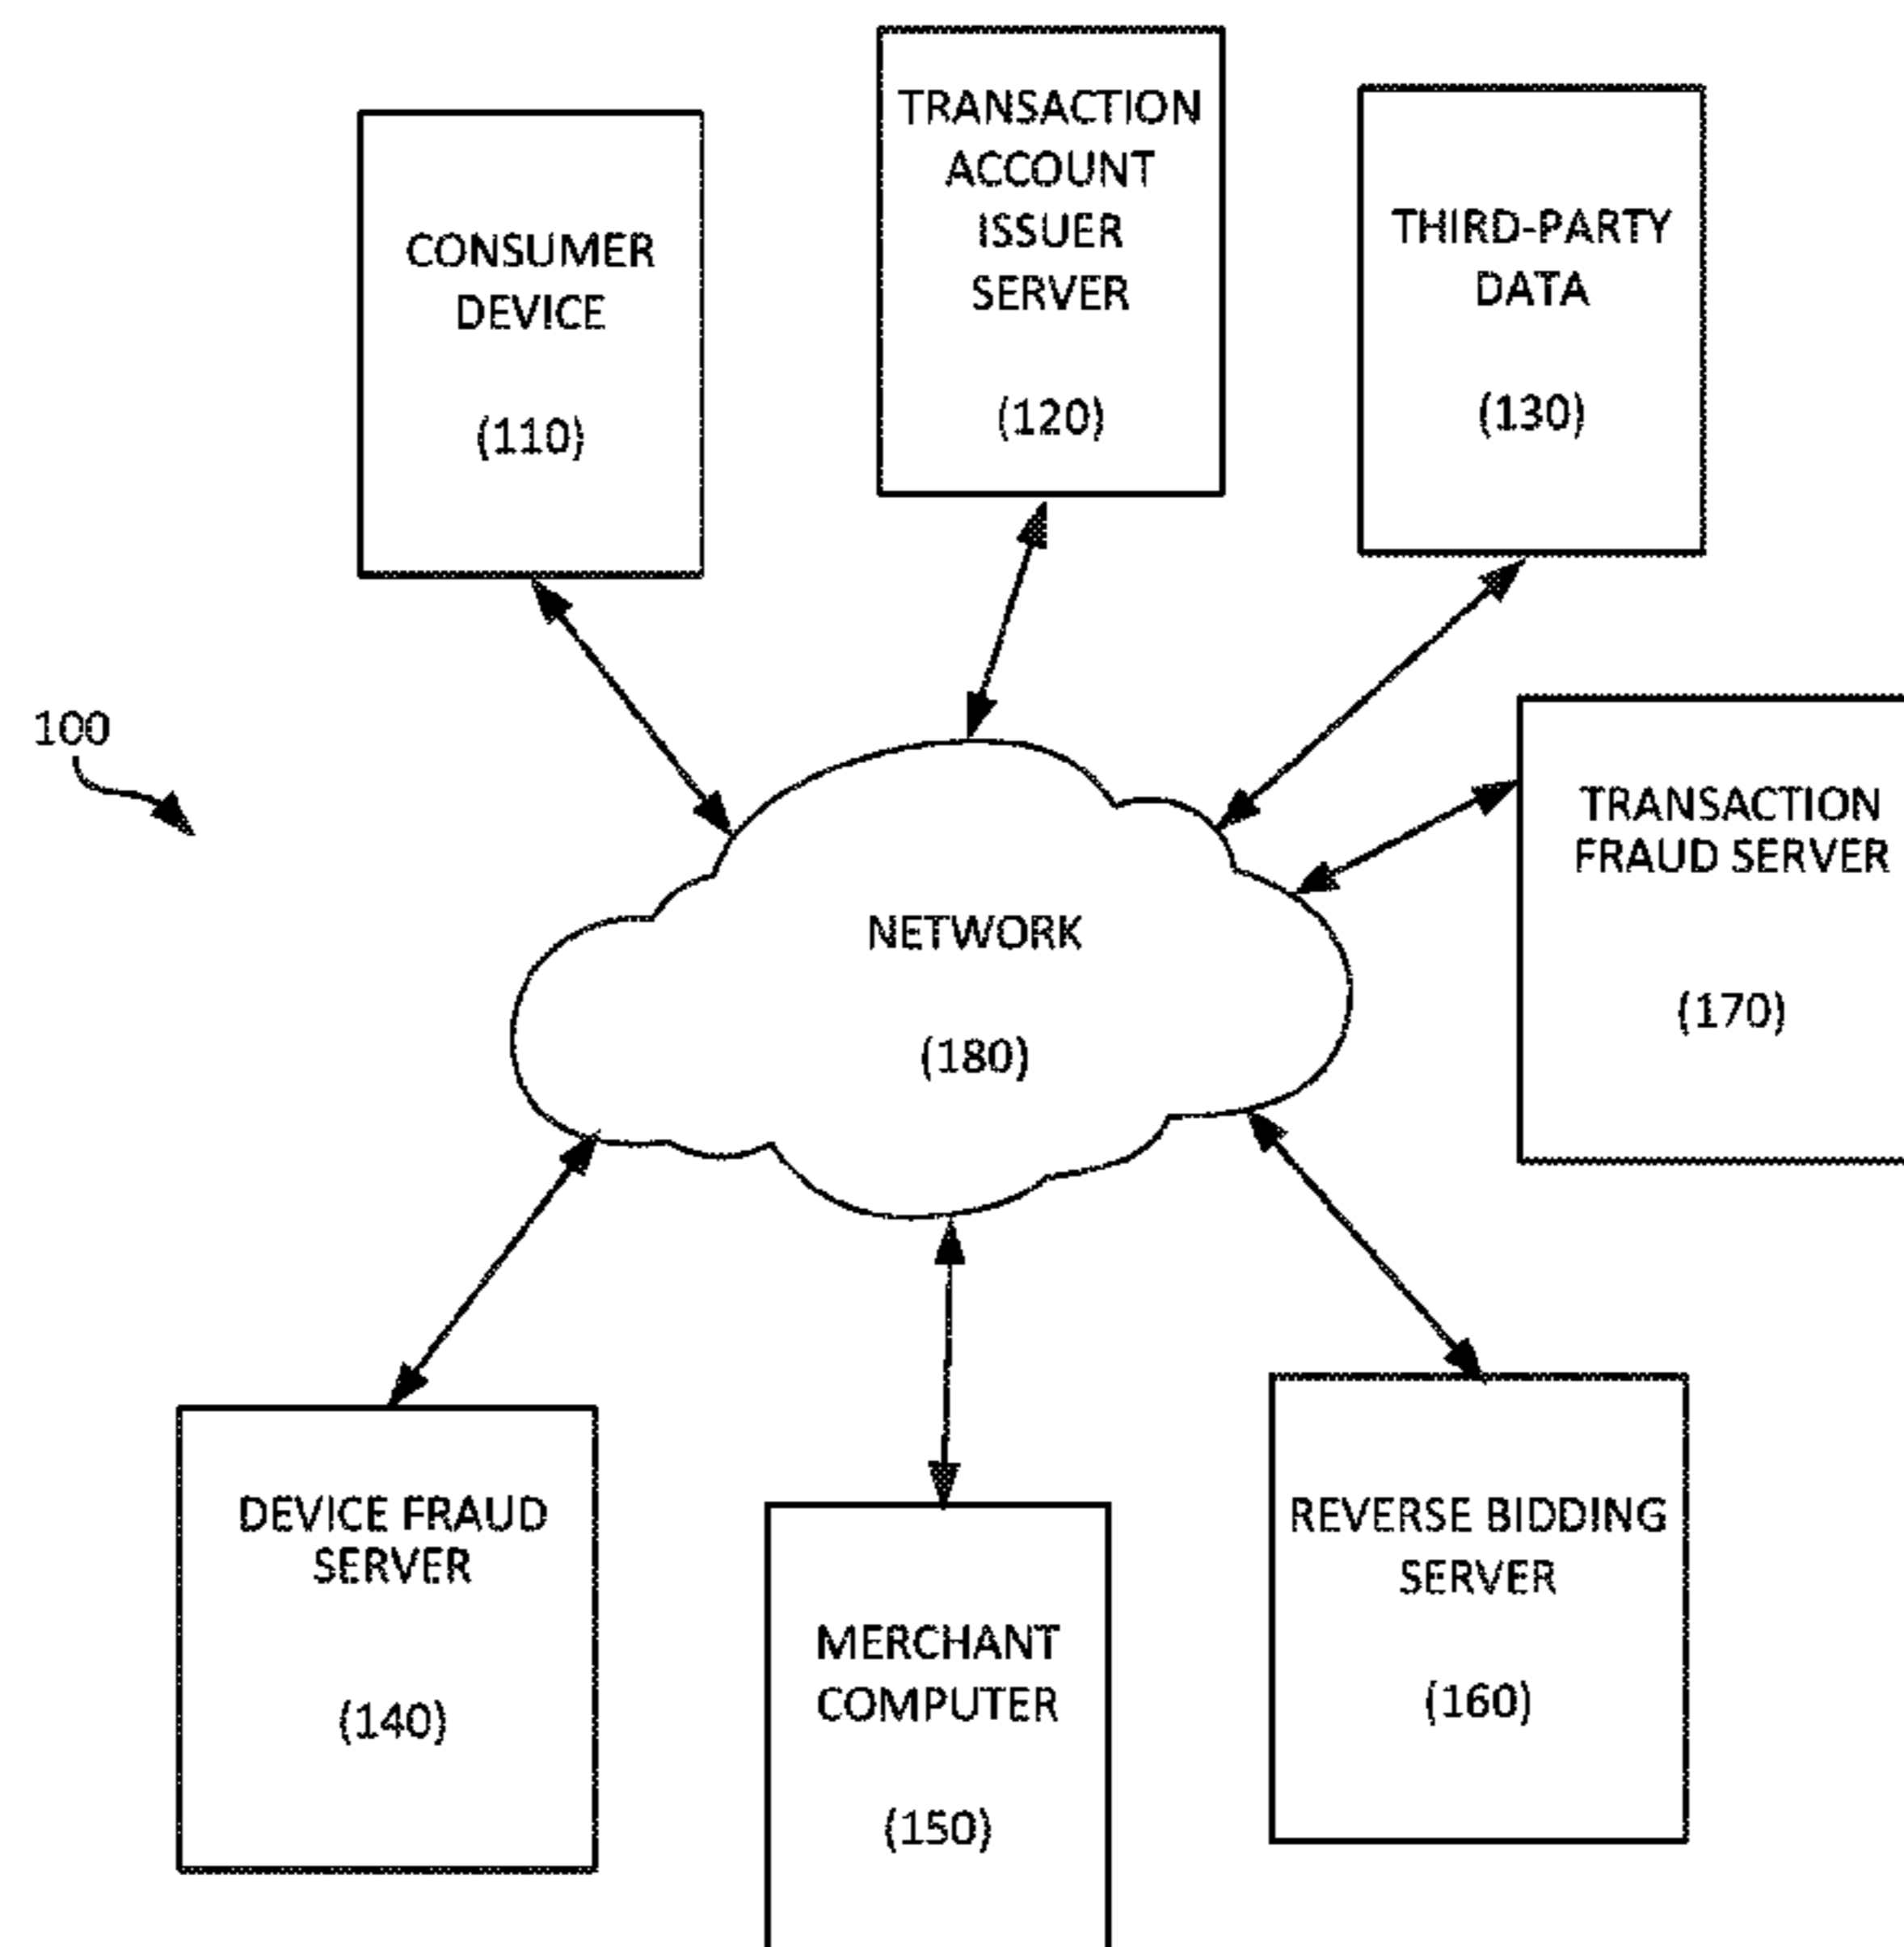 CONSUMER
DEVICE
(110)
TRANSACTION
ACCOUNT
ISSUER
SERVER
(120)
THIRD-PARTY
DATA
(130)
100
TRANSACTION
FRAUD SERVER
(170)
NETWORK
(180)
DEVICE FRAUD
SERVER
(140)
MERCHANT
COMPUTER
(150)
REVERSE BIDDING
SERVER
(160)